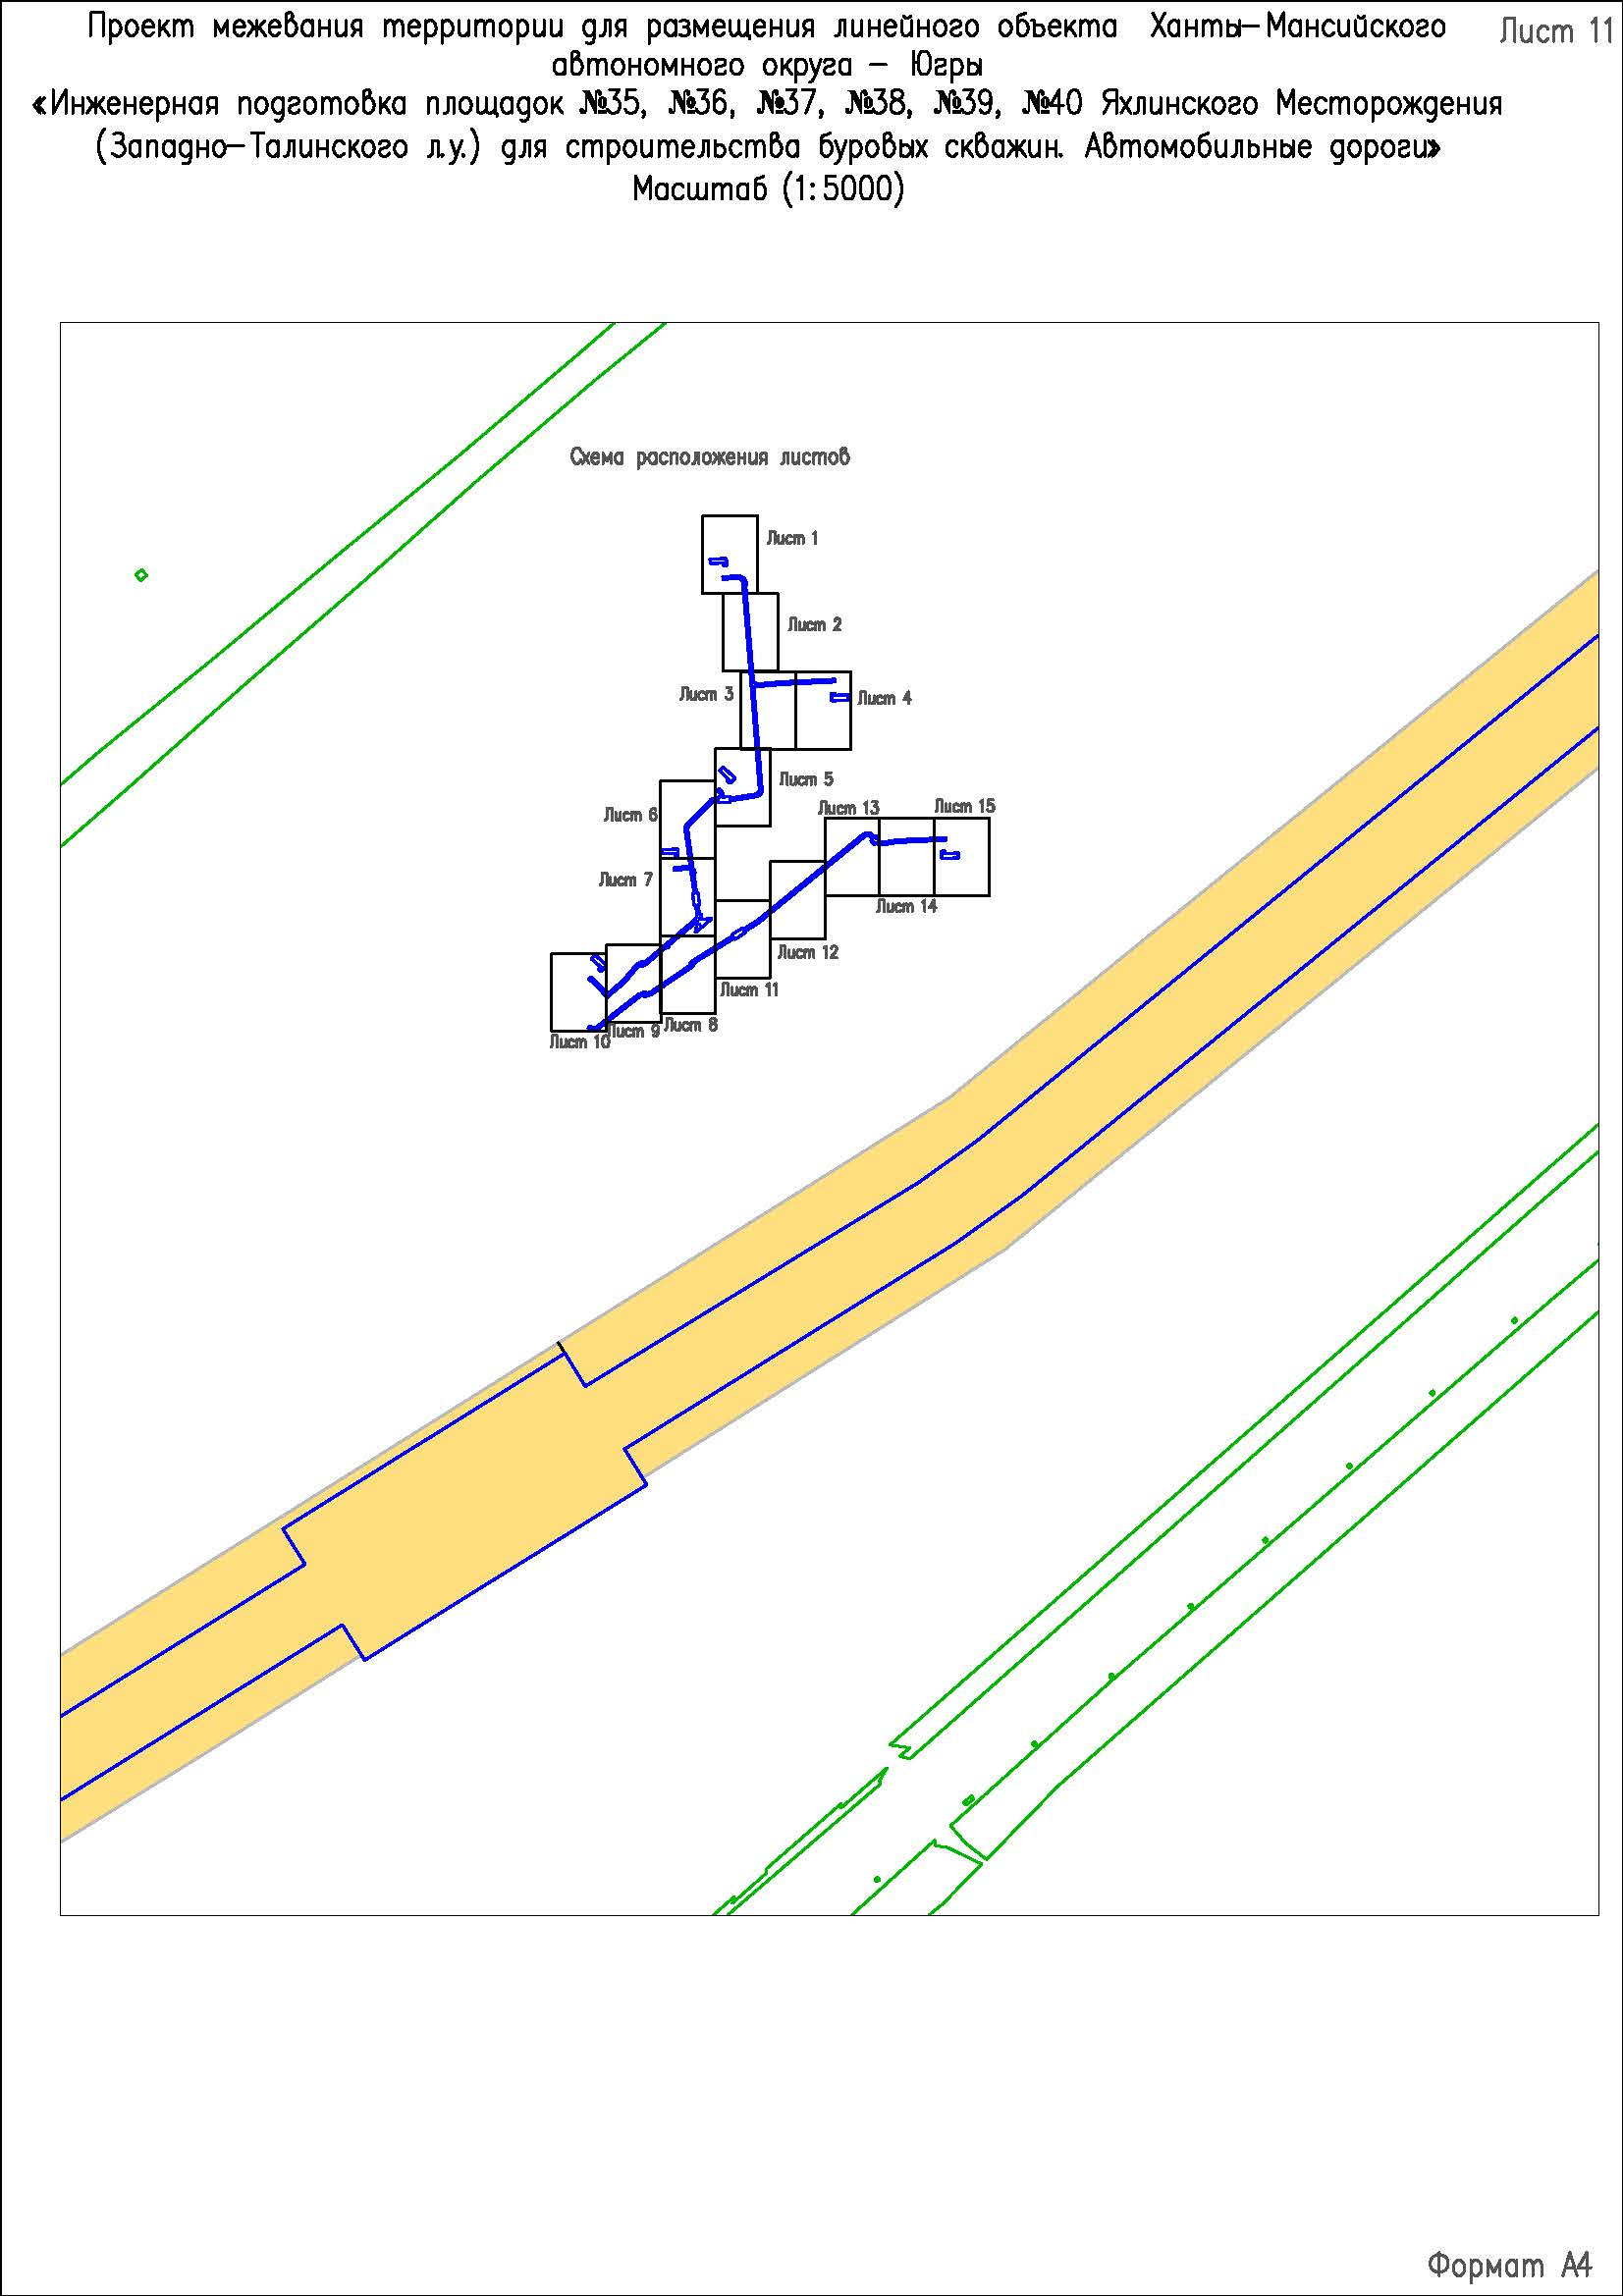 Проект межевания территории для размещения линейного объекта Ханты-Мансийского
Лист 11
автономного округа - Югры
«Инженерная подготовка площадок №35, №36, №37, №38, №39, №40 Яхлинского Месторождения
(Западно-Талинского л.у.) для строительства буровых скважин. Автомобильные дороги»
Масштаб (1:5000)
Схема расположения листов
Лист 1
Лист 2
Лист 3
Лист 4
Лист 5
Лист 6
Лист 13
Лист 15
Лист 7
Лист 14
Лист 12
Лист 11
Лист 8
Лист 9
Лист 10
Формат А4